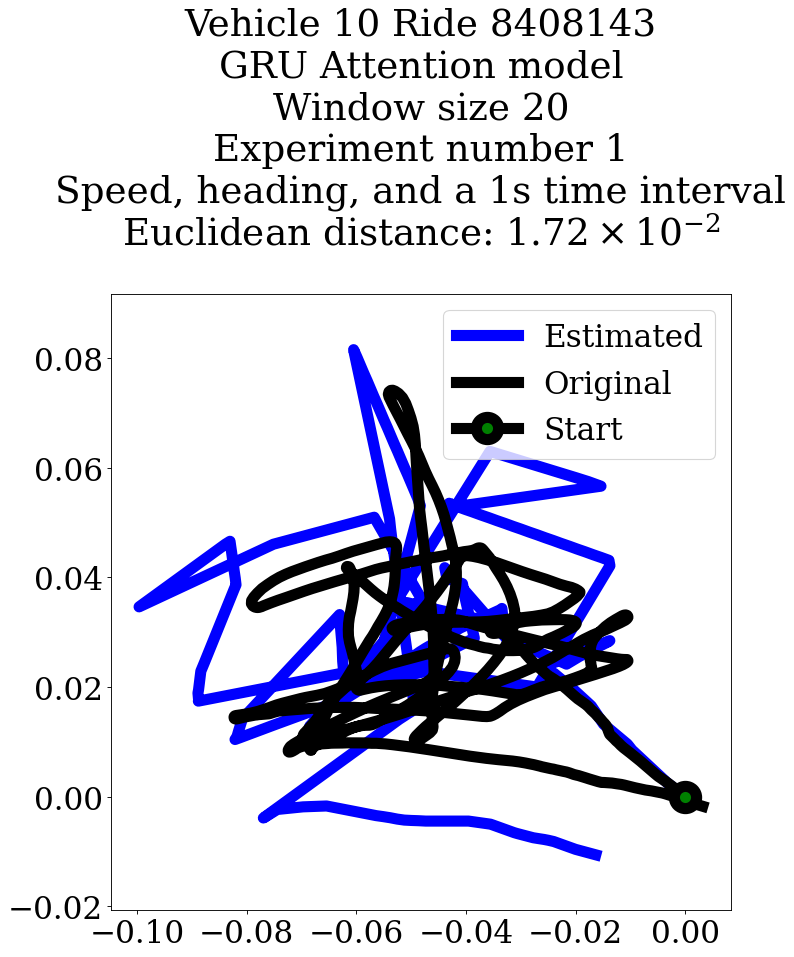 Vehicle 10 Ride 8408143
GRU Attention model
Window size 20
Experiment number 1
Speed, heading, and a 1s time interval
Euclidean distance: 1.72 × 10⁻²
Estimated
Original
Start
0.08
0.06
0.04
0.02
0.00
−0.02
−0.10 −0.08 −0.06 −0.04 −0.02 0.00